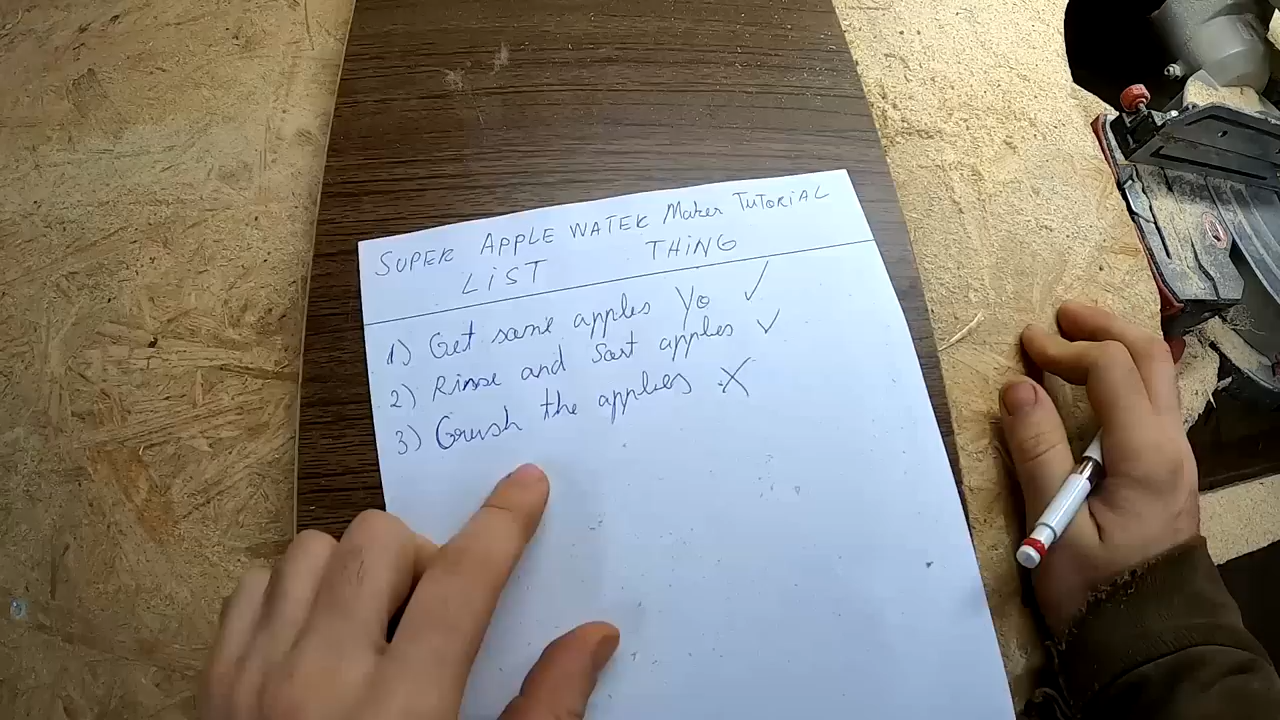 SUPER APPLE WATER Maker TUTORIAL
LIST THING
1) Get some apples Yo ✓
2) Rinse and Sort apples ✓
3) Crush the apples X